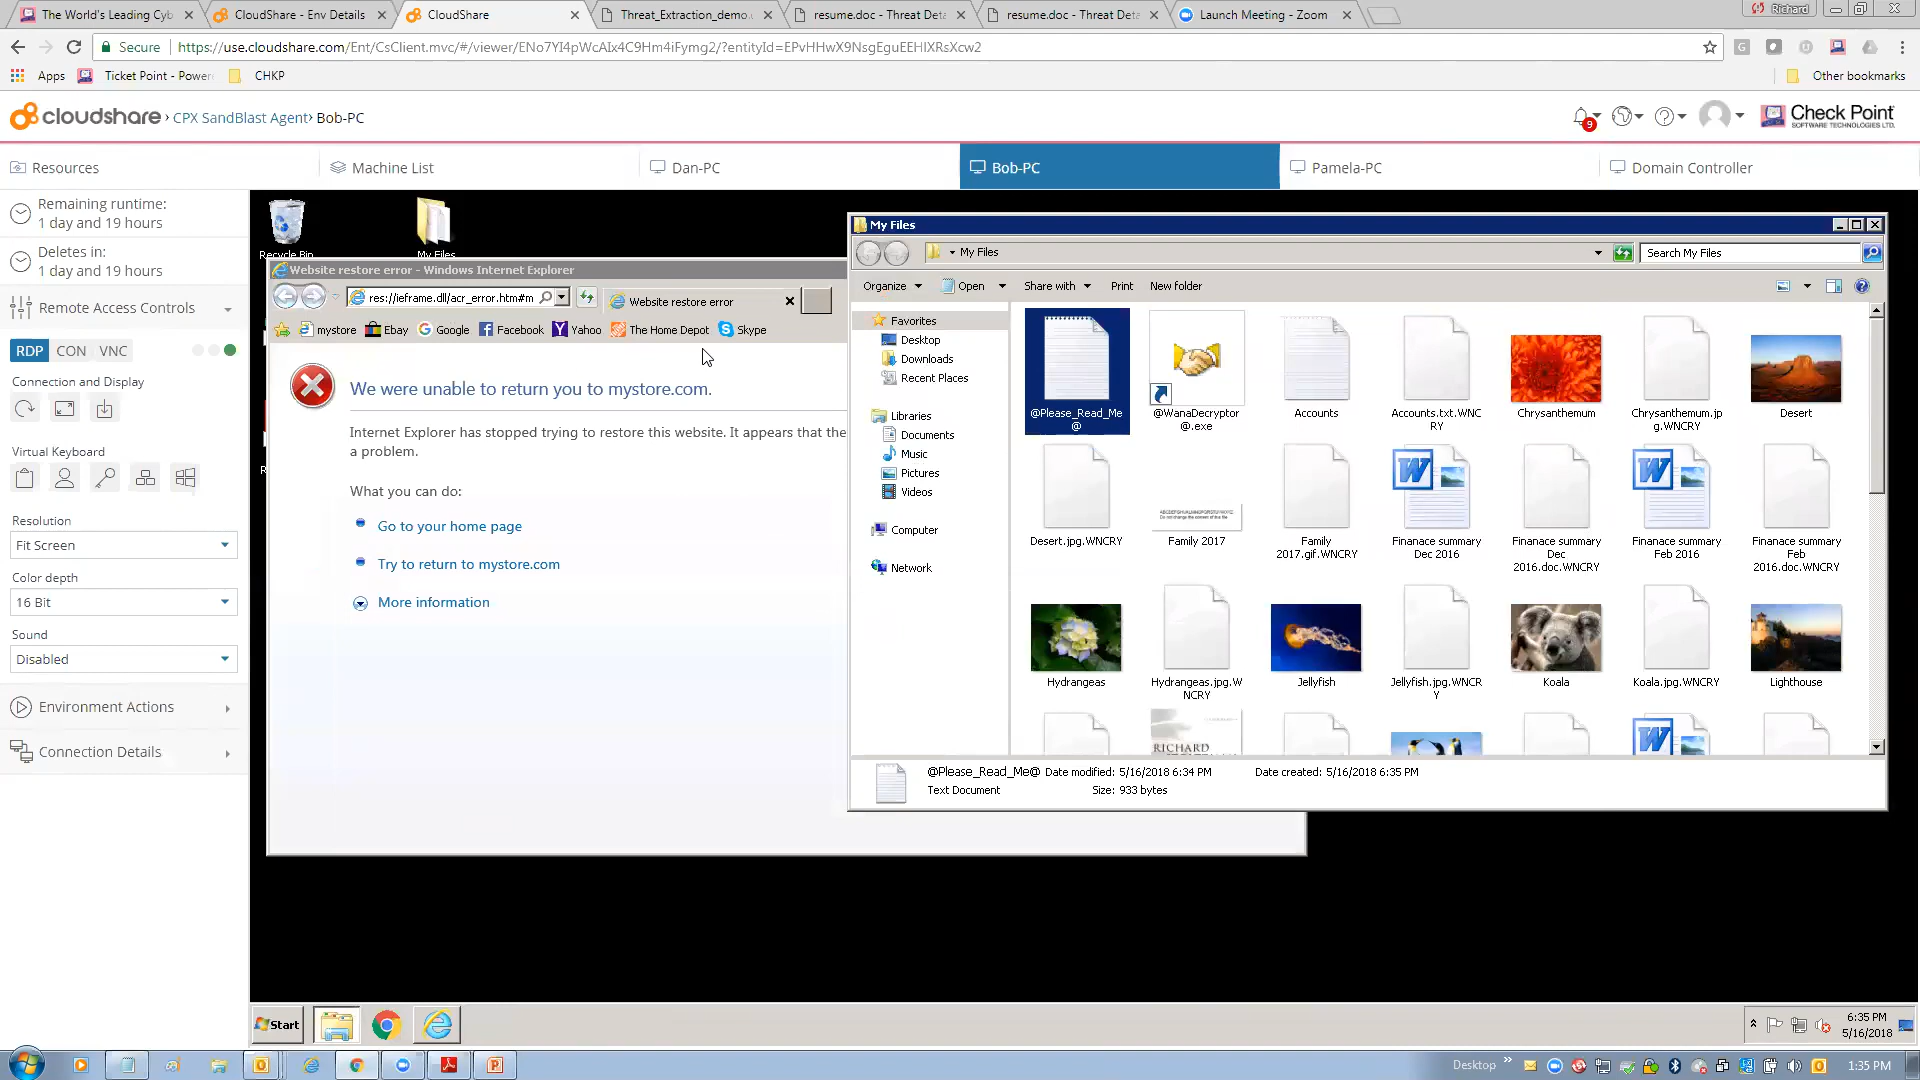 The World's Leading Cyb
CloudShare - Env Details
CloudShare
Threat_Extraction_demo.
resume.doc - Threat Deta
resume.doc - Threat Deta
Launch Meeting - Zoom
Richard
Secure
https://use.cloudshare.com/Ent/CsClient.mvc/#/viewer/ENo7YI4pWcAIx4C9Hm4iFymg2/?entityId=EPvHHwX9NsgEguEEHIXRsXcw2
Apps
Ticket Point - Power
CHKP
Other bookmarks
cloudshare › CPX SandBlast Agent› Bob-PC
9
Check Point
SOFTWARE TECHNOLOGIES LTD.
Resources
Machine List
Dan-PC
Bob-PC
Pamela-PC
Domain Controller
Remaining runtime:
1 day and 19 hours
Deletes in:
1 day and 19 hours
Remote Access Controls
RDP CON VNC
Connection and Display
Virtual Keyboard
Resolution
Fit Screen
Color depth
16 Bit
Sound
Disabled
Environment Actions
Connection Details
Recycle Bin
My Files
Website restore error - Windows Internet Explorer
res://ieframe.dll/acr_error.htm#m
Website restore error
mystore
Ebay
Google
Facebook
Yahoo
The Home Depot
Skype
We were unable to return you to mystore.com.
Internet Explorer has stopped trying to restore this website. It appears that the
a problem.
What you can do:
Go to your home page
Try to return to mystore.com
More information
My Files
My Files
Search My Files
Organize
Open
Share with
Print
New folder
Favorites
Desktop
Downloads
Recent Places
Libraries
Documents
Music
Pictures
Videos
Computer
Network
@Please_Read_Me
@
@WanaDecryptor
@.exe
Accounts
Accounts.txt.WNC
RY
Chrysanthemum
Chrysanthemum.jp
g.WNCRY
Desert
Desert.jpg.WNCRY
Family 2017
Family
2017.gif.WNCRY
Finanace summary
Dec 2016
Finanace summary
Dec
2016.doc.WNCRY
Finanace summary
Feb 2016
Finanace summary
Feb
2016.doc.WNCRY
Hydrangeas
Hydrangeas.jpg.W
NCRY
Jellyfish
Jellyfish.jpg.WNCR
Y
Koala
Koala.jpg.WNCRY
Lighthouse
RICHARD
@Please_Read_Me@ Date modified: 5/16/2018 6:34 PM
Date created: 5/16/2018 6:35 PM
Text Document
Size: 933 bytes
Start
6:35 PM
5/16/2018
Desktop
1:35 PM